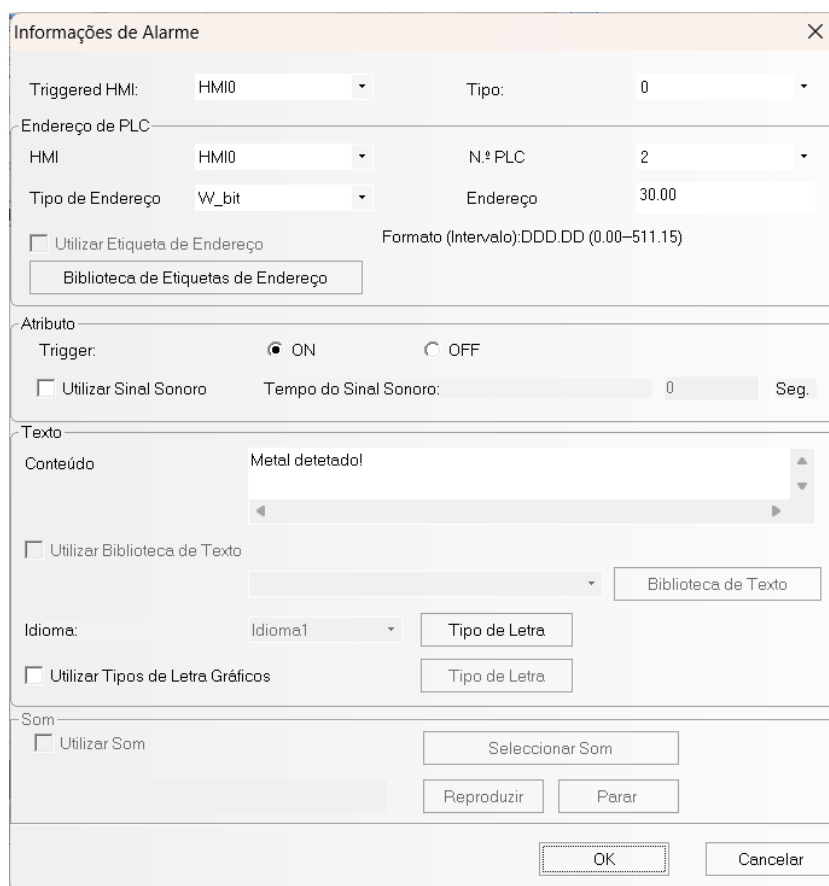 Informações de Alarme
Triggered HMI: HMI0 Tipo: 0
Endereço de PLC
HMI HMI0 N.º PLC 2
Tipo de Endereço W_bit Endereço 30.00
Utilizar Etiqueta de Endereço Formato (Intervalo):DDD.DD (0.00–511.15)
Biblioteca de Etiquetas de Endereço
Atributo
Trigger: ON OFF
Utilizar Sinal Sonoro Tempo do Sinal Sonoro: 0 Seg.
Texto
Conteúdo Metal detetado!
Utilizar Biblioteca de Texto
Biblioteca de Texto
Idioma: Idioma1 Tipo de Letra
Utilizar Tipos de Letra Gráficos Tipo de Letra
Som
Utilizar Som Seleccionar Som
Reproduzir Parar
OK Cancelar